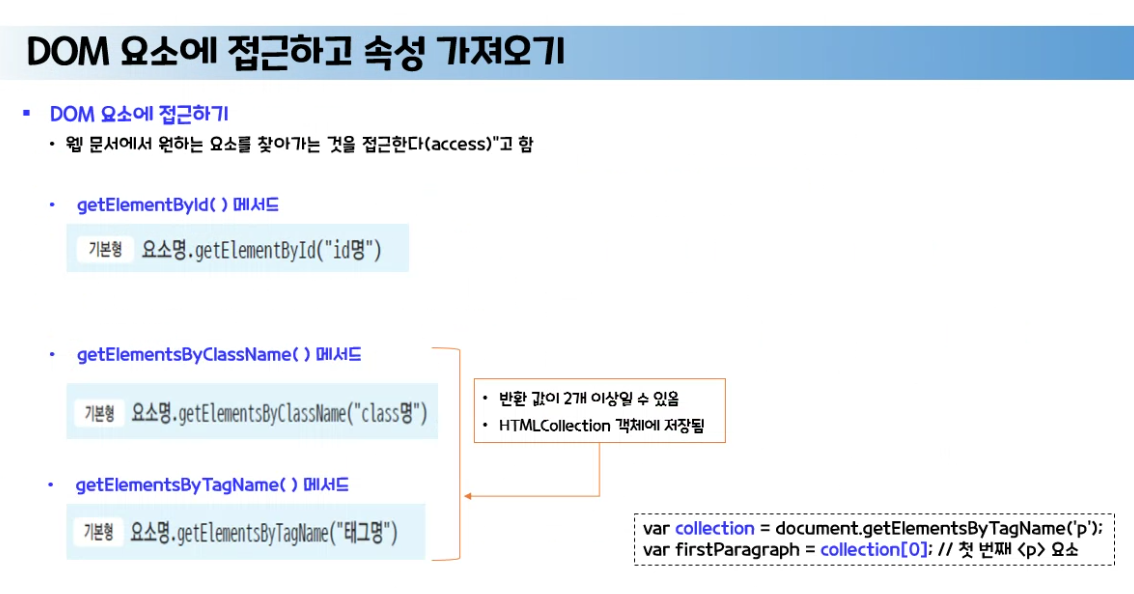 DOM 요소에 접근하고 속성 가져오기
▪ DOM 요소에 접근하기
• 웹 문서에서 원하는 요소를 찾아가는 것을 접근한다(access)"고 함
• getElementById( ) 메서드
기본형 요소명.getElementById("id명")
• getElementsByClassName( ) 메서드
기본형 요소명.getElementsByClassName("class명")
• 반환 값이 2개 이상일 수 있음
• HTMLCollection 객체에 저장됨
• getElementsByTagName( ) 메서드
기본형 요소명.getElementsByTagName("태그명")
var collection = document.getElementsByTagName('p');
var firstParagraph = collection[0]; // 첫 번째 <p> 요소